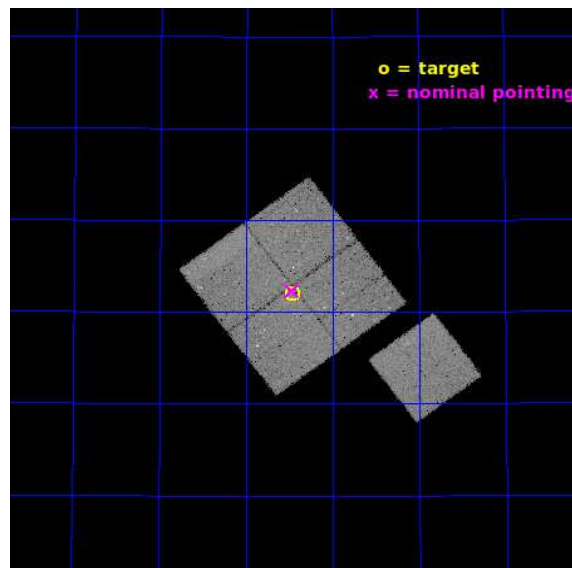 o = target
x = nominal pointing